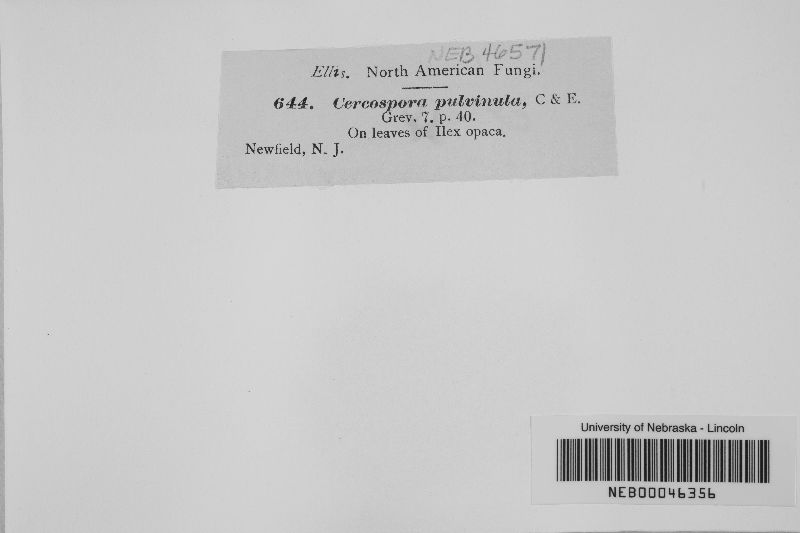 NEB 46571
Ellis. North American Fungi.
644. Cercospora pulvinula, C & E.
Grev. 7. p. 40.
On leaves of Ilex opaca.
Newfield, N. J.
University of Nebraska - Lincoln
NEB00046356